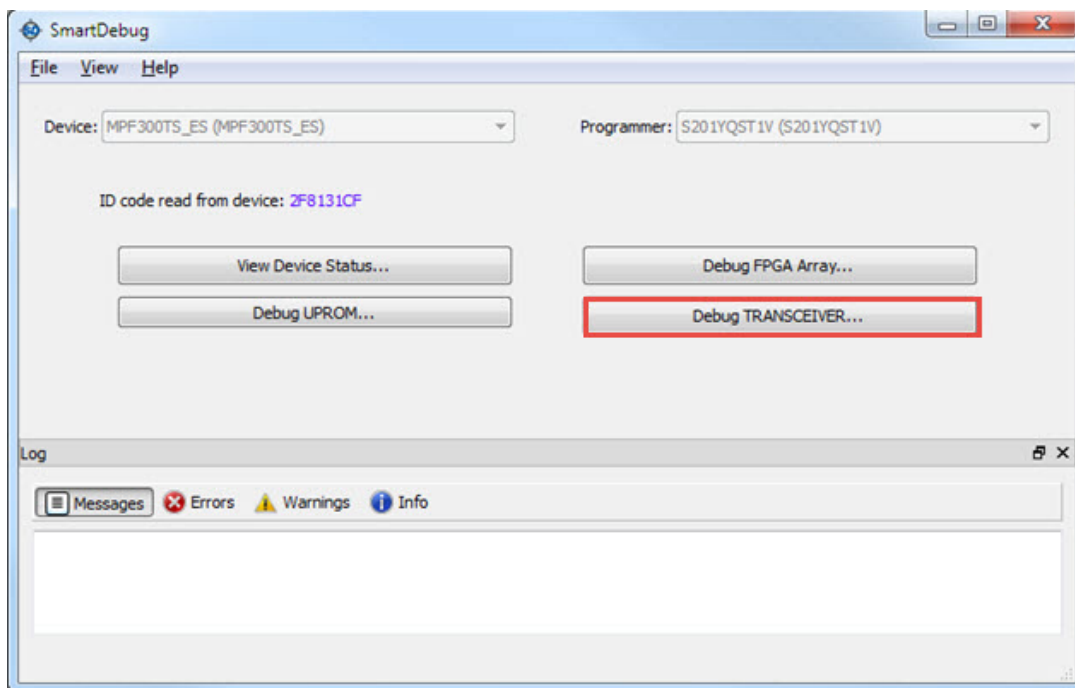 SmartDebug
File View Help
Device: MPF300TS_ES (MPF300TS_ES) Programmer: S201YQST1V (S201YQST1V)
ID code read from device: 2F8131CF
View Device Status... Debug FPGA Array...
Debug UPROM... Debug TRANSCEIVER...
Log
Messages Errors Warnings Info